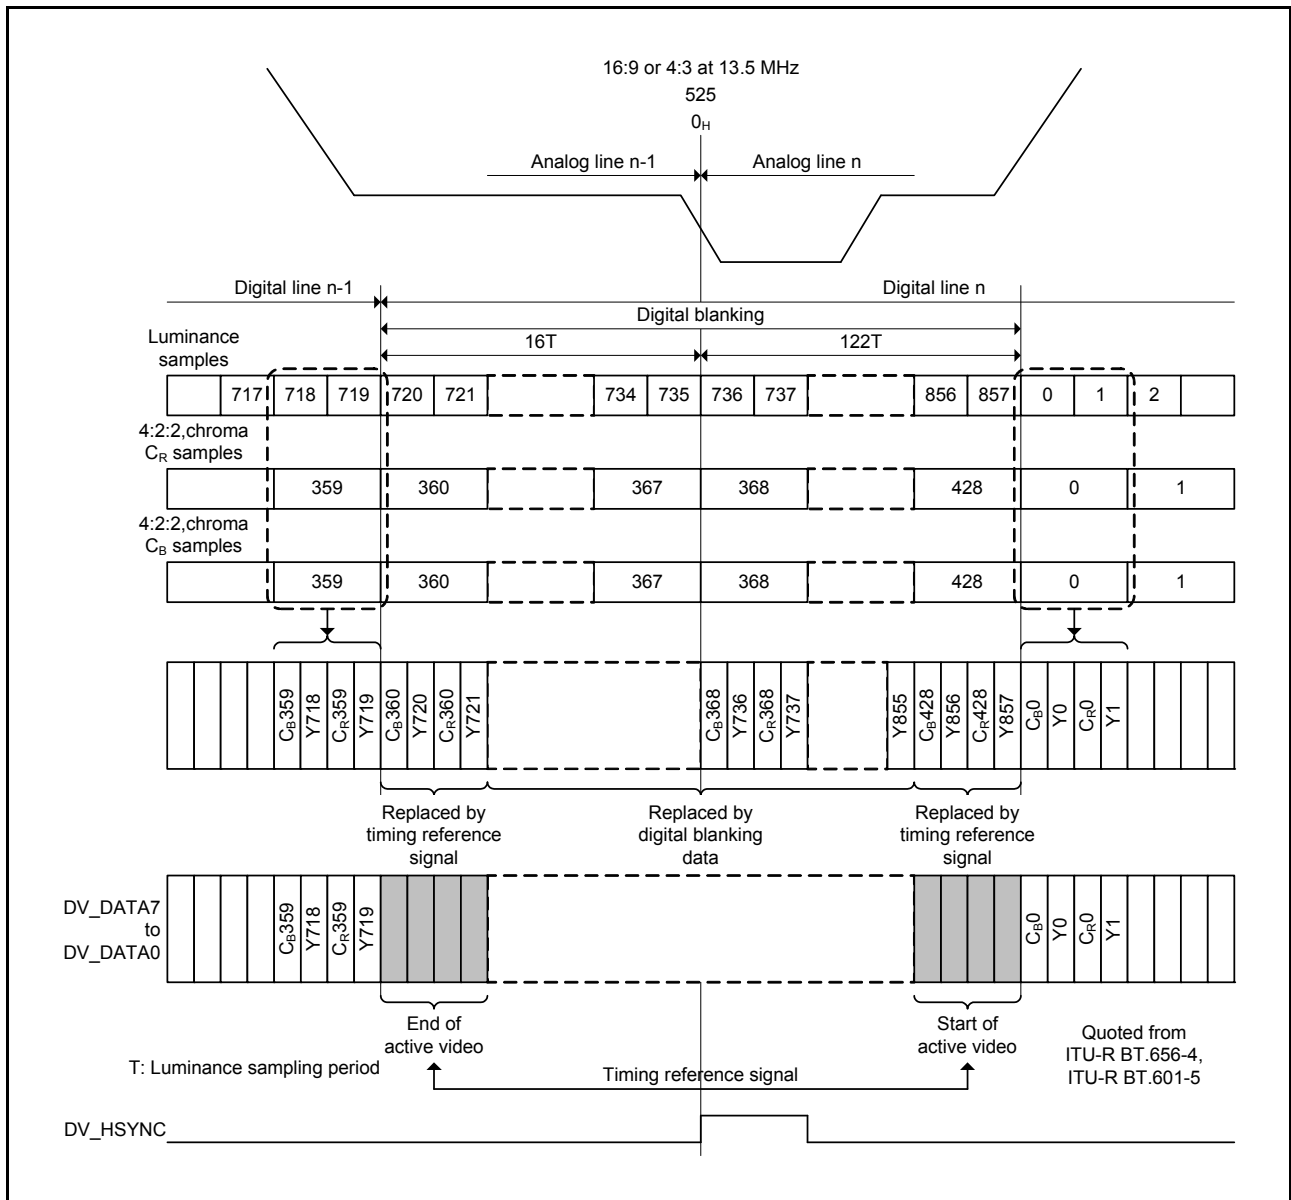 16:9 or 4:3 at 13.5 MHz
525
0H
Analog line n-1
Analog line n
Digital line n-1
Digital line n
Digital blanking
16T
122T
Luminance
samples
717 718 719 720 721 734 735 736 737 856 857 0 1 2
4:2:2,chroma
CR samples
359 360 367 368 428 0 1
4:2:2,chroma
CB samples
359 360 367 368 428 0 1
CB359 Y718 CR359 Y719 CB360 Y720 CR360 Y721 CB368 Y736 CR368 Y737 Y855 CB428 Y856 CR428 Y857 CB0 Y0 CR0 Y1
Replaced by
timing reference
signal
Replaced by
digital blanking
data
Replaced by
timing reference
signal
DV_DATA7
to
DV_DATA0
CB359 Y718 CR359 Y719 CB0 Y0 CR0 Y1
End of
active video
Start of
active video
Quoted from
ITU-R BT.656-4,
ITU-R BT.601-5
T: Luminance sampling period
Timing reference signal
DV_HSYNC